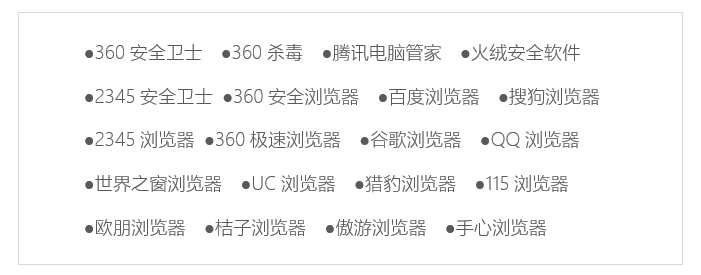 ●360 安全卫士 ●360 杀毒 ●腾讯电脑管家 ●火绒安全软件
●2345 安全卫士 ●360 安全浏览器 ●百度浏览器 ●搜狗浏览器
●2345 浏览器 ●360 极速浏览器 ●谷歌浏览器 ●QQ 浏览器
●世界之窗浏览器 ●UC 浏览器 ●猎豹浏览器 ●115 浏览器
●欧朋浏览器 ●桔子浏览器 ●傲游浏览器 ●手心浏览器